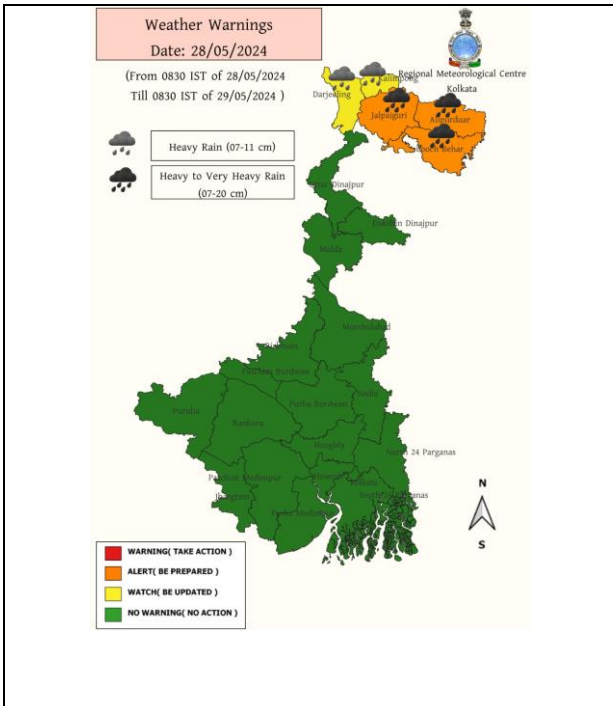 Weather Warnings
Date: 28/05/2024
(From 0830 IST of 28/05/2024
Till 0830 IST of 29/05/2024 )
Regional Meteorological Centre
Kolkata
Heavy Rain (07-11 cm)
Heavy to Very Heavy Rain
(07-20 cm)
Kalimpong
Darjeeling
Jalpaiguri
Alipurduar
Cooch Behar
Uttar Dinajpur
Dakshin Dinajpur
Malda
Murshidabad
Birbhum
Paschim Burdwan
Nadia
Purulia
Purba Burdwan
Bankura
Hooghly
North 24 Parganas
Paschim Medinipur
Howrah
Kolkata
Jhargram
South 24 Parganas
Purba Medinipur
N
S
WARNING( TAKE ACTION )
ALERT( BE PREPARED )
WATCH( BE UPDATED )
NO WARNING( NO ACTION )